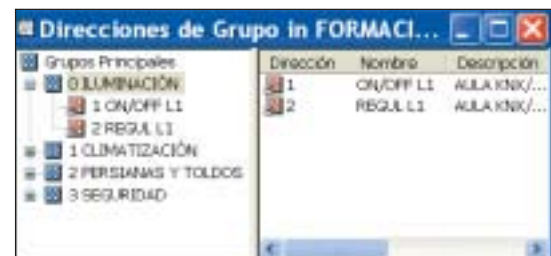 Direcciones de Grupo in FORMACI...
Grupos Principales
0 ILUMINACIÓN
1 ON/OFF L1
2 REGUL L1
1 CLIMATIZACIÓN
2 PERSIANAS Y TOLDOS
3 SEGURIDAD
Dirección Nombre Descripción
1 ON/OFF L1 AULA KNX/...
2 REGUL L1 AULA KNX/...